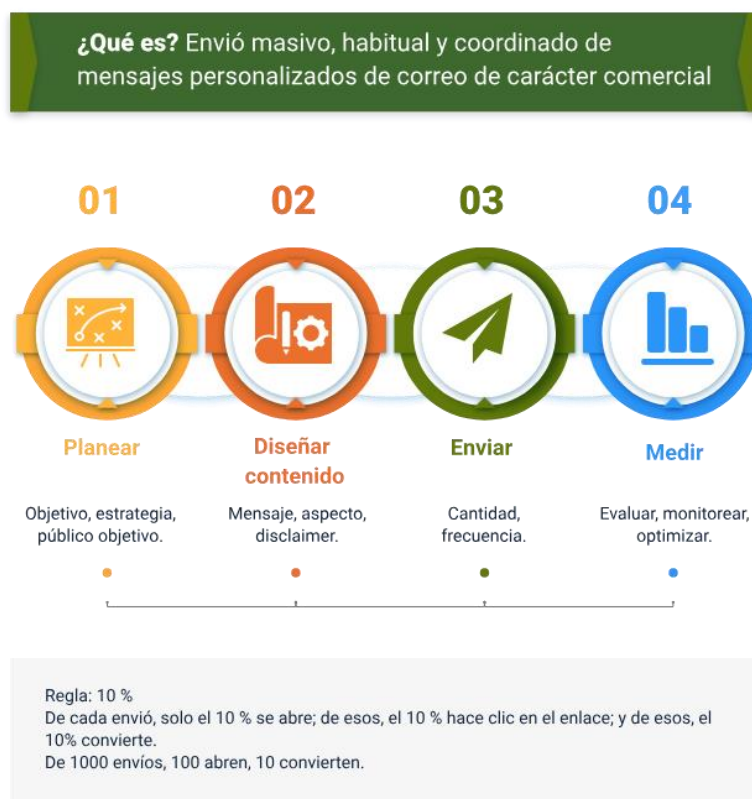 ¿Qué es? Envió masivo, habitual y coordinado de
mensajes personalizados de correo de carácter comercial
01
02
03
04
Planear
Diseñar
contenido
Enviar
Medir
Objetivo, estrategia,
público objetivo.
Mensaje, aspecto,
disclaimer.
Cantidad,
frecuencia.
Evaluar, monitorear,
optimizar.
Regla: 10 %
De cada envió, solo el 10 % se abre; de esos, el 10 % hace clic en el enlace; y de esos, el
10% convierte.
De 1000 envíos, 100 abren, 10 convierten.